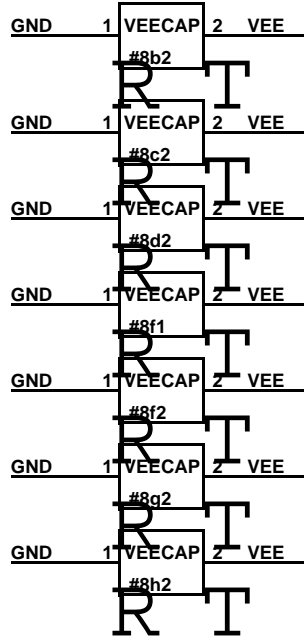 GND 1 VEECAP 2 VEE
#8b2
R T
GND 1 VEECAP 2 VEE
#8c2
R T
GND 1 VEECAP 2 VEE
#8d2
R T
GND 1 VEECAP 2 VEE
#8f1
R T
GND 1 VEECAP 2 VEE
#8f2
R T
GND 1 VEECAP 2 VEE
#8g2
R T
GND 1 VEECAP 2 VEE
#8h2
R T